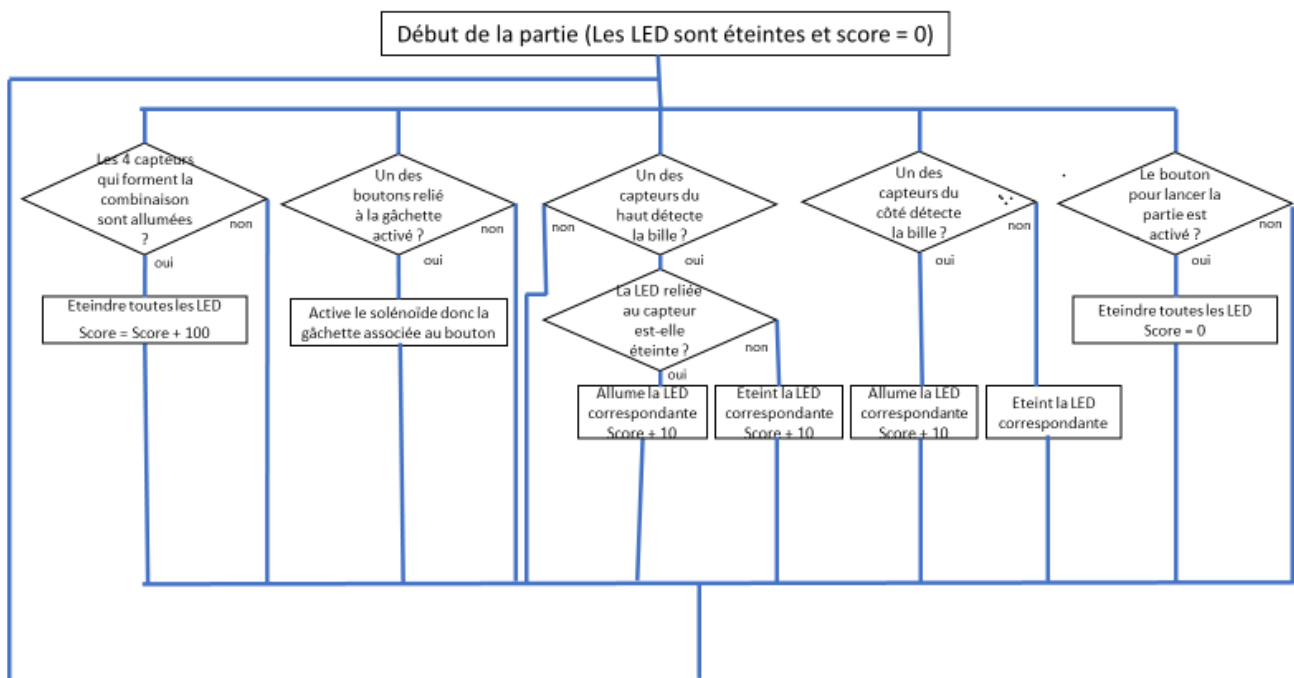 Début de la partie (Les LED sont éteintes et score = 0)
Les 4 capteurs
qui forment la
combinaison
sont allumées
?
non
oui
Eteindre toutes les LED
Score = Score + 100
Un des
boutons relié
à la gâchette
activé ?
non
oui
Active le solénoïde donc la
gâchette associée au bouton
Un des
capteurs du
haut détecte
la bille ?
non
oui
La LED reliée
au capteur
est-elle
éteinte ?
non
oui
Allume la LED
correspondante
Score + 10
Eteint la LED
correspondante
Score + 10
Un des
capteurs du
côté détecte
la bille ?
non
oui
Allume la LED
correspondante
Score + 10
Eteint la LED
correspondante
Le bouton
pour lancer la
partie est
activé ?
non
oui
Eteindre toutes les LED
Score = 0